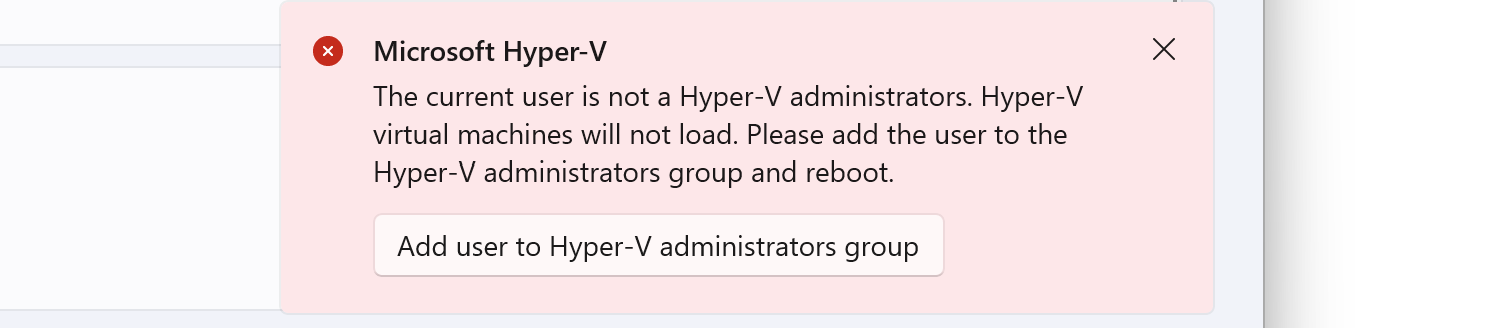 Microsoft Hyper-V
The current user is not a Hyper-V administrators. Hyper-V
virtual machines will not load. Please add the user to the
Hyper-V administrators group and reboot.
Add user to Hyper-V administrators group